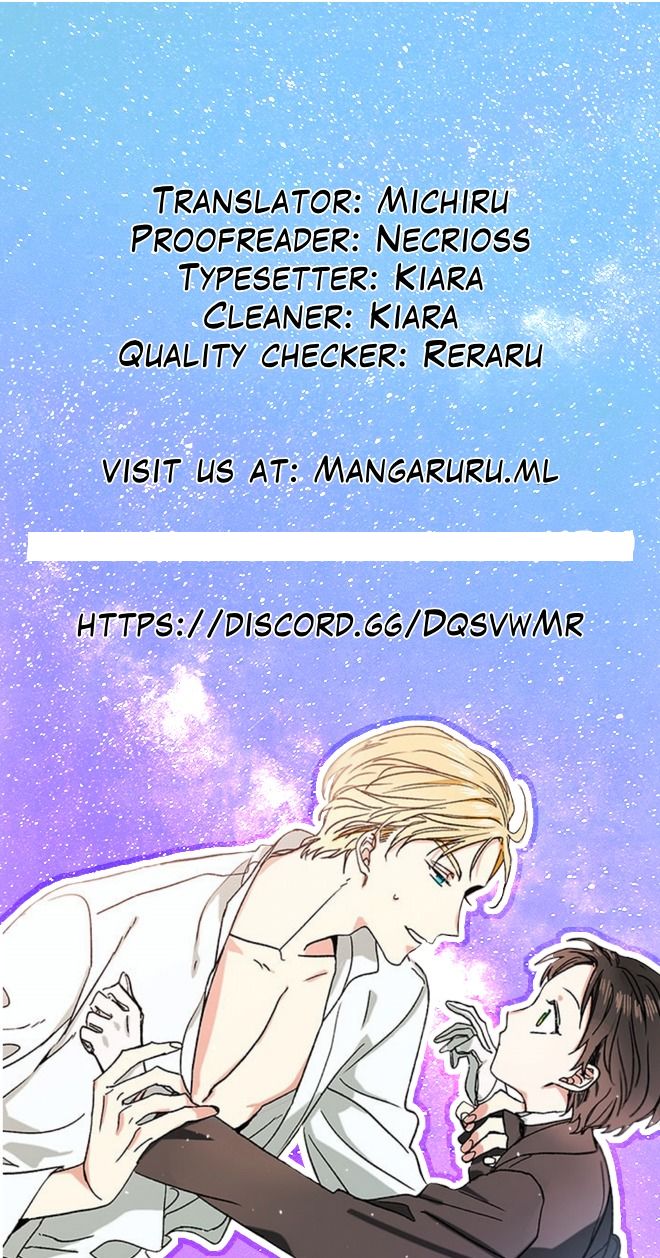 Translator: Michiru
Proofreader: Necrioss
Typesetter: Kiara
Cleaner: Kiara
Quality checker: Reraru
visit us at: Mangaruru.ml
https://discord.gg/DqsvwMr